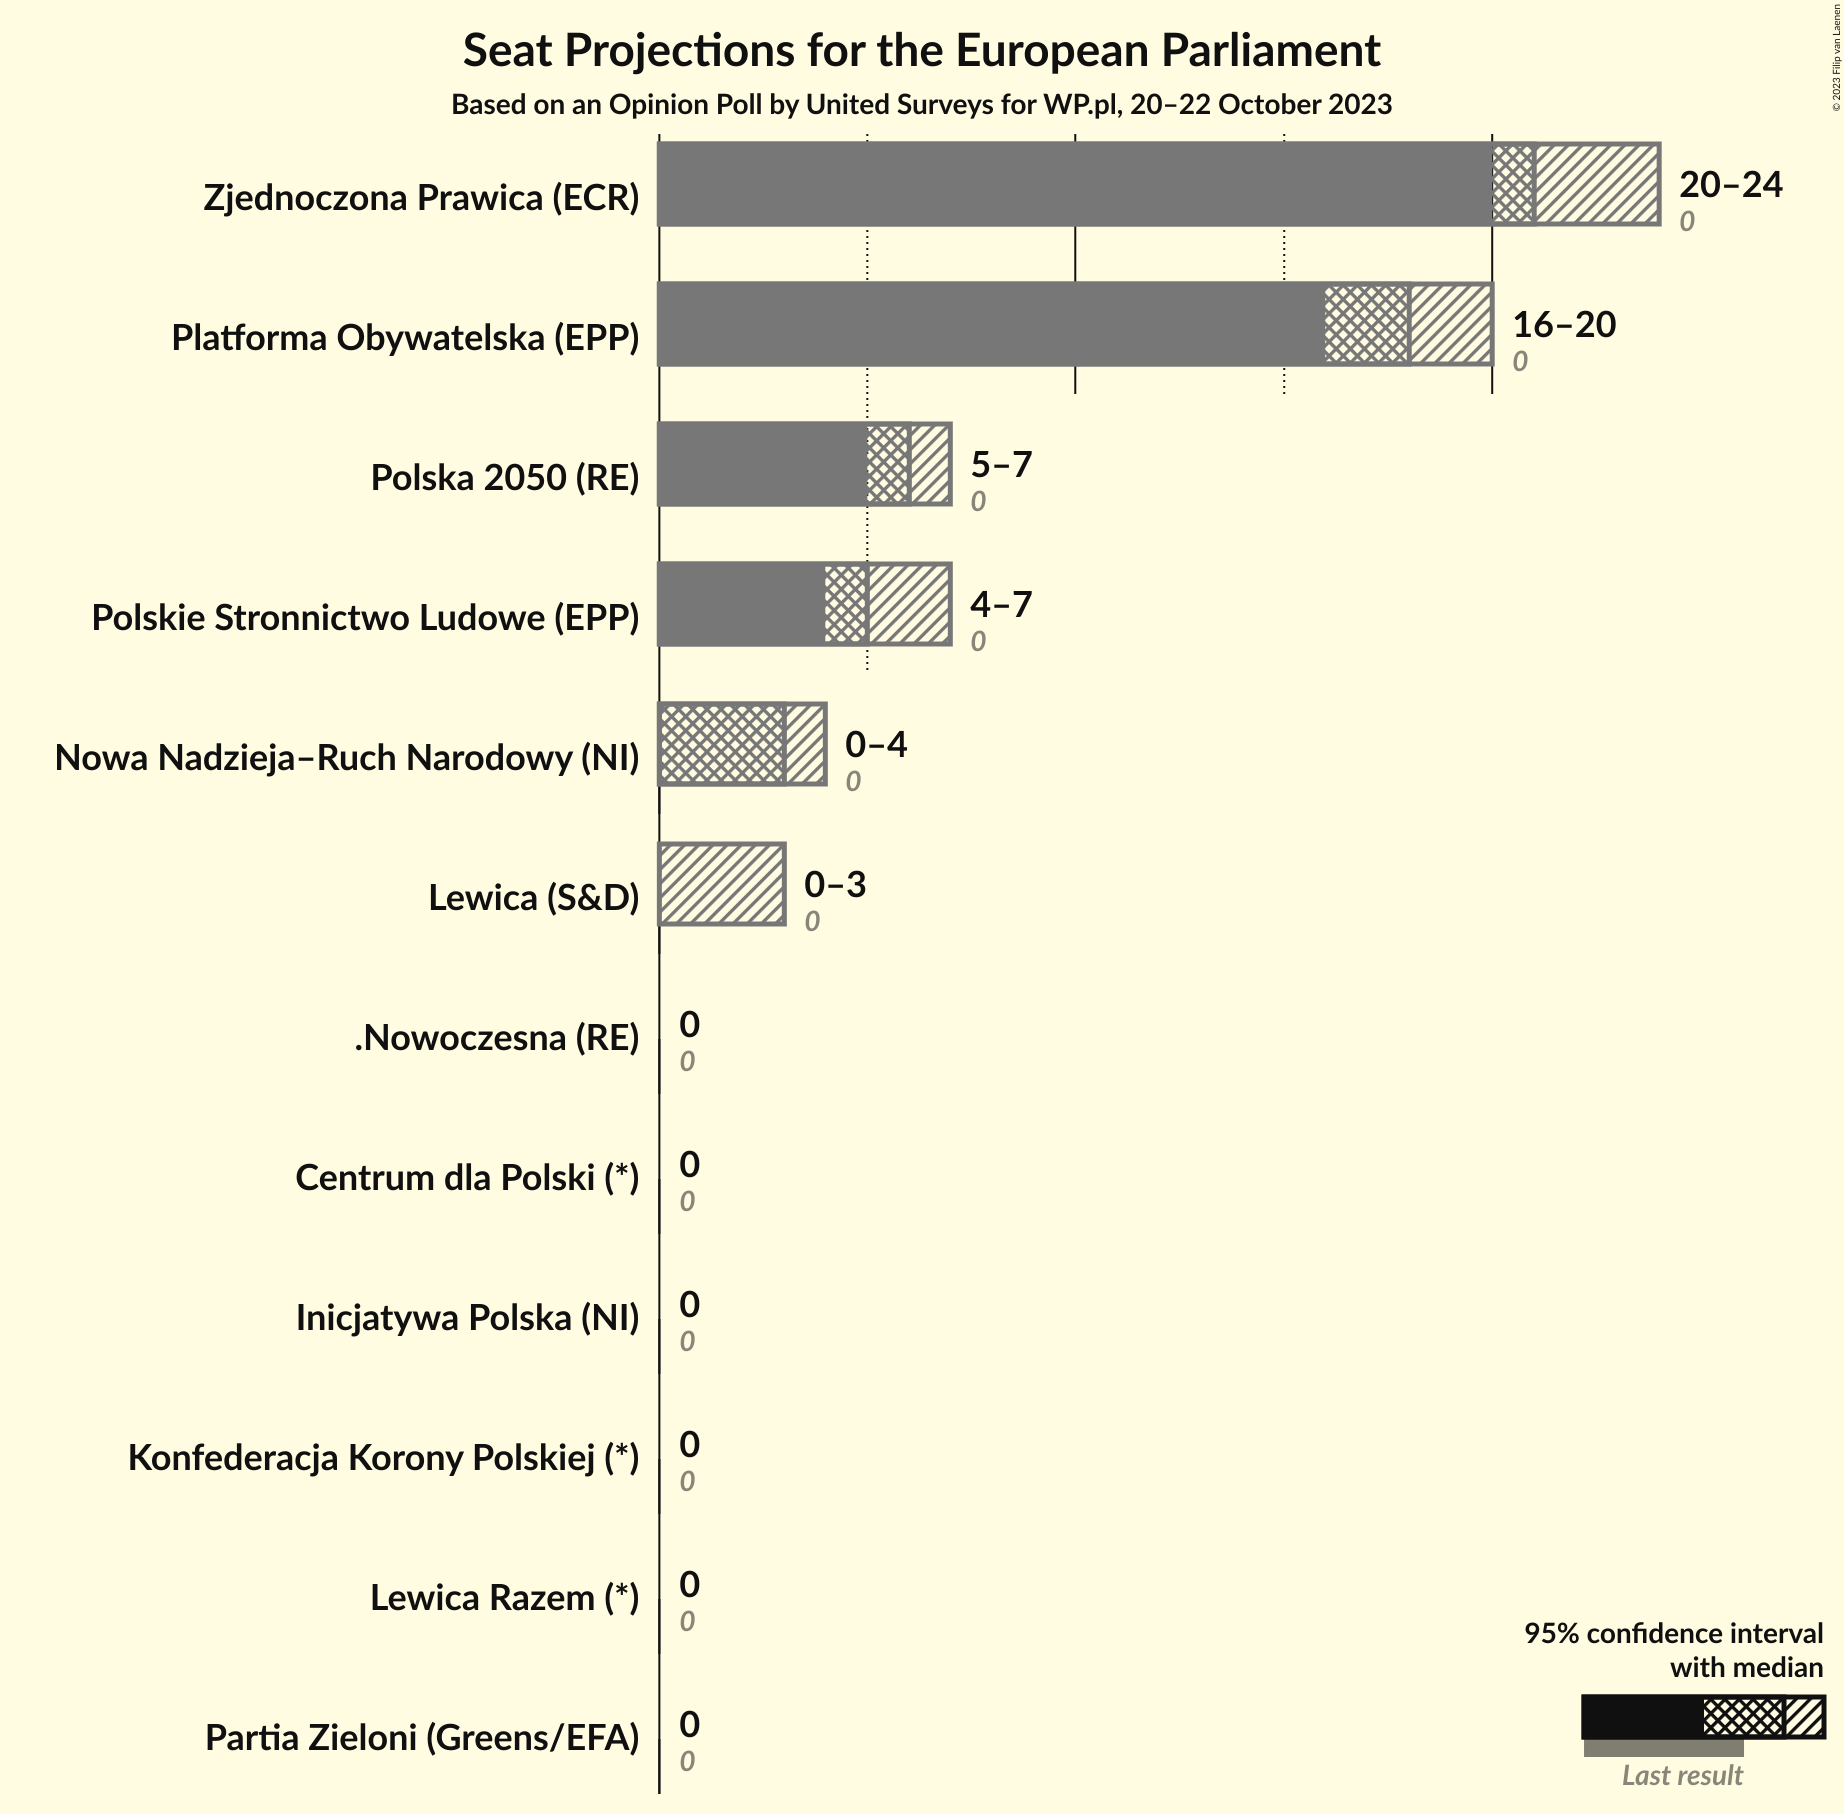 Seat Projections for the European Parliament
Based on an Opinion Poll by United Surveys for WP.pl, 20–22 October 2023
© 2023 Filip van Laenen
Zjednoczona Prawica (ECR)
20–24
0
Platforma Obywatelska (EPP)
16–20
0
Polska 2050 (RE)
5–7
0
Polskie Stronnictwo Ludowe (EPP)
4–7
0
Nowa Nadzieja–Ruch Narodowy (NI)
0–4
0
Lewica (S&D)
0–3
0
.Nowoczesna (RE)
0
0
Centrum dla Polski (*)
0
0
Inicjatywa Polska (NI)
0
0
Konfederacja Korony Polskiej (*)
0
0
Lewica Razem (*)
0
0
Partia Zieloni (Greens/EFA)
0
0
95% confidence interval
with median
Last result